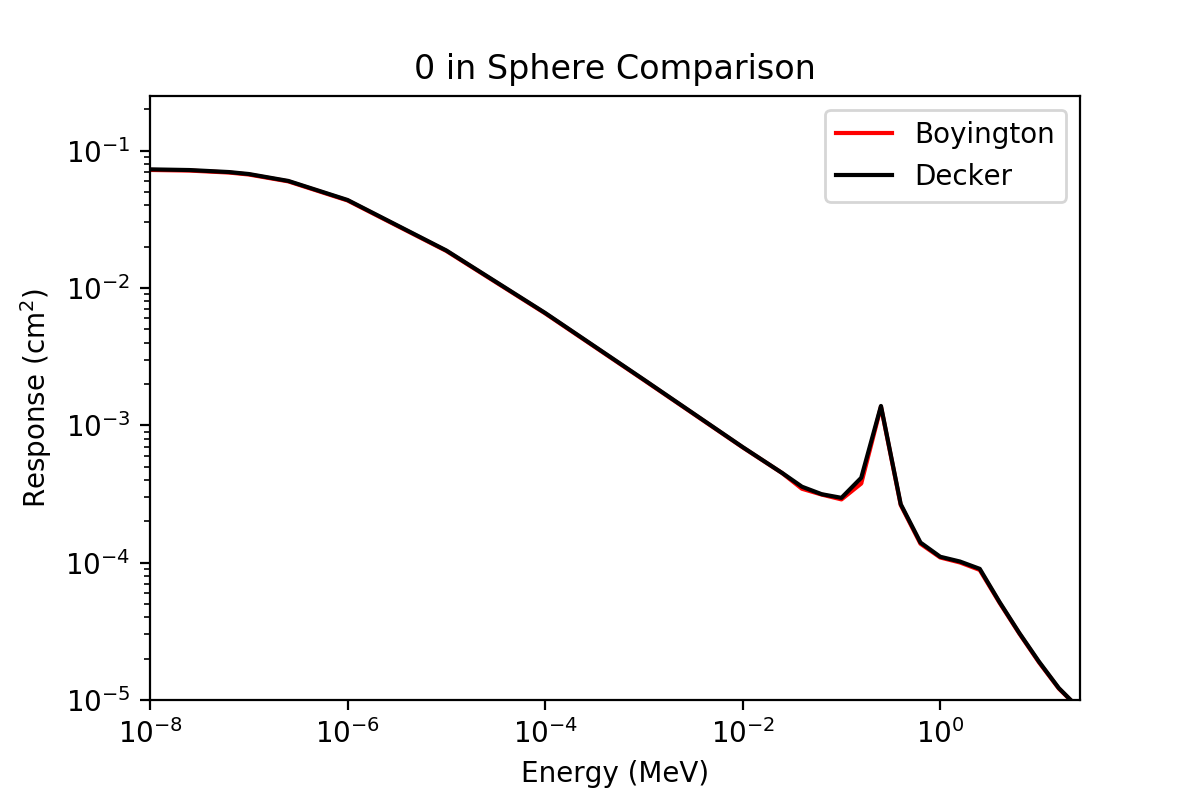 0 in Sphere Comparison
Boyington
Decker
Response (cm²)
10⁻¹
10⁻²
10⁻³
10⁻⁴
10⁻⁵
10⁻⁸
10⁻⁶
10⁻⁴
10⁻²
10⁰
Energy (MeV)